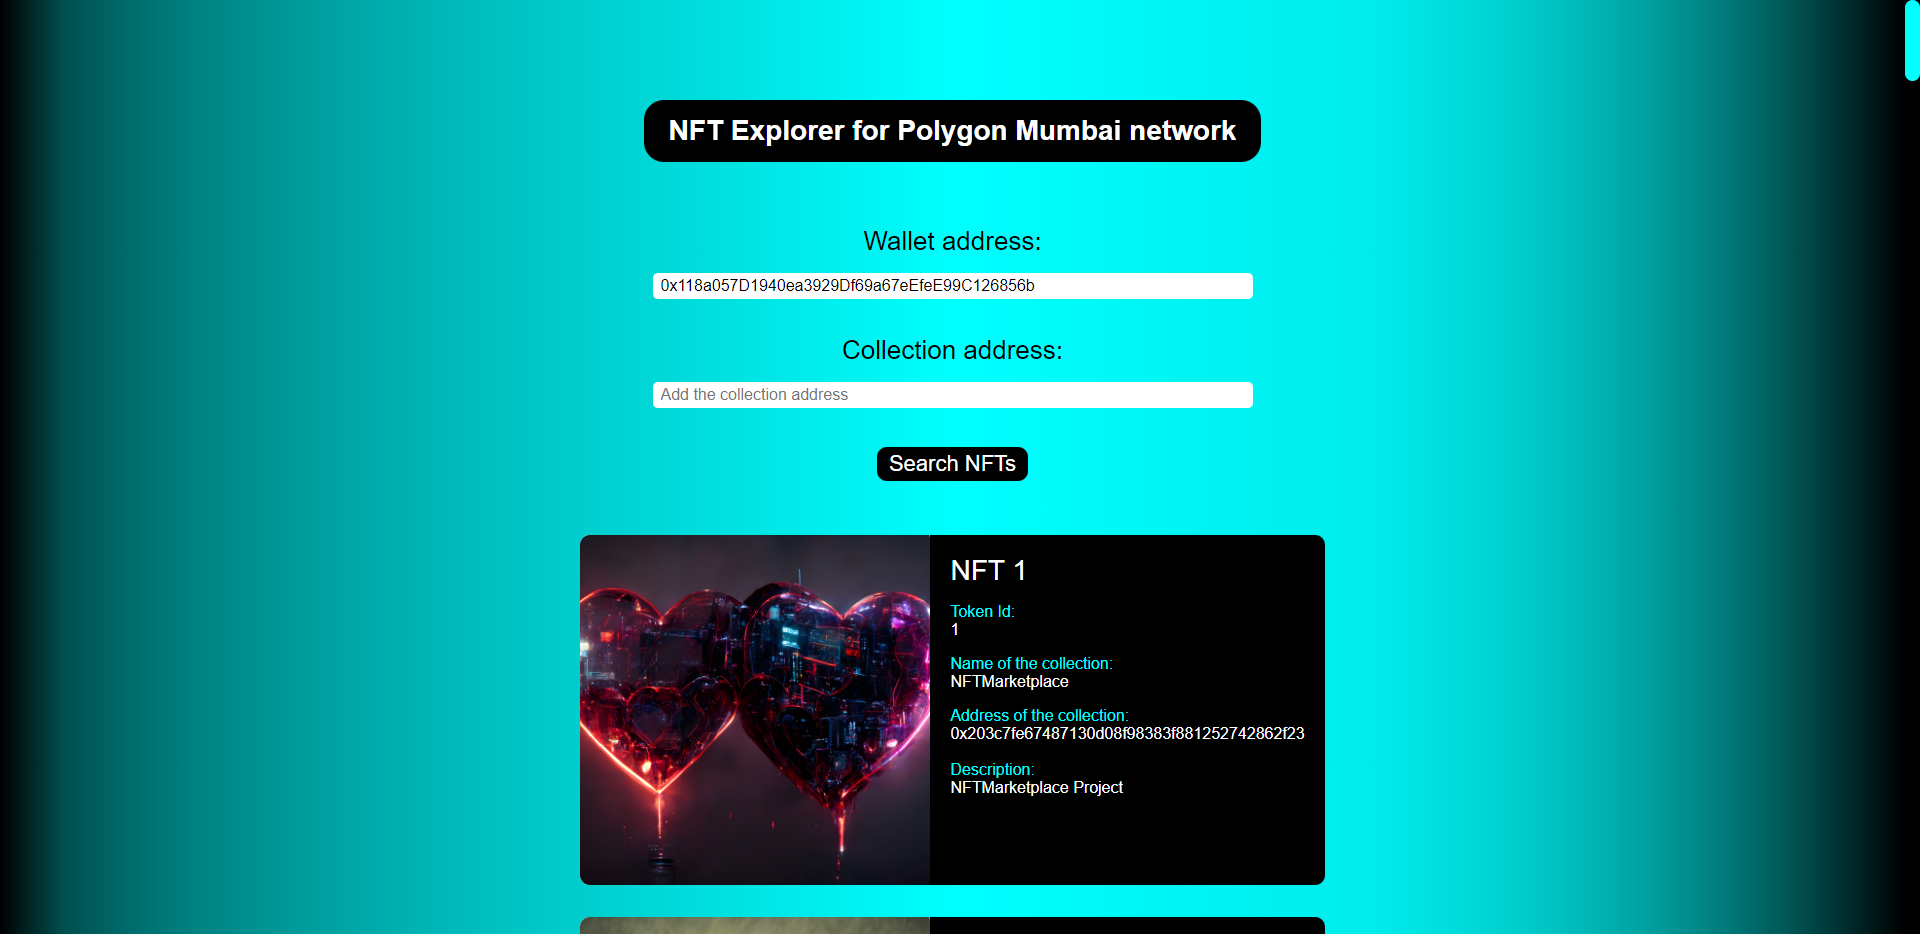 NFT Explorer for Polygon Mumbai network
Wallet address:
0x118a057D1940ea3929Df69a67eEfeE99C126856b
Collection address:
Add the collection address
Search NFTs
NFT 1
Token Id:
1
Name of the collection:
NFTMarketplace
Address of the collection:
0x203c7fe67487130d08f98383f881252742862f23
Description:
NFTMarketplace Project